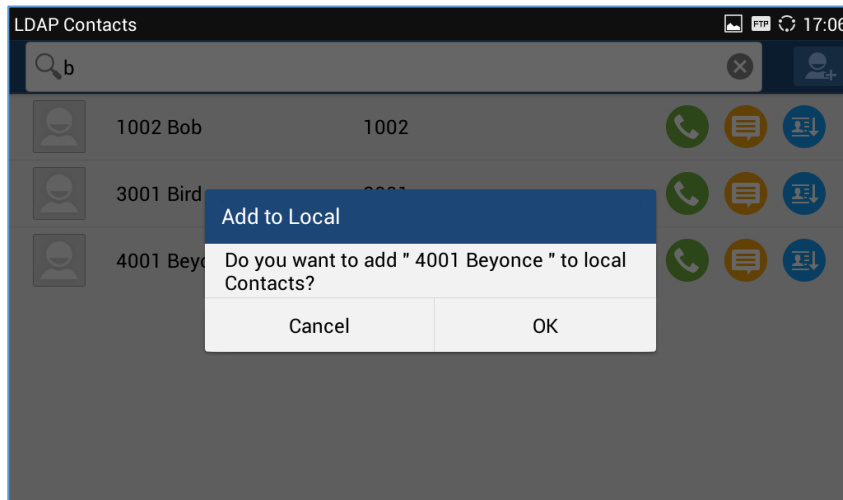 LDAP Contacts FTP 17:06
b
1002 Bob 1002
3001 Bird
Add to Local
4001
Do you want to add " 4001 Beyonce " to local
Contacts?
Cancel OK